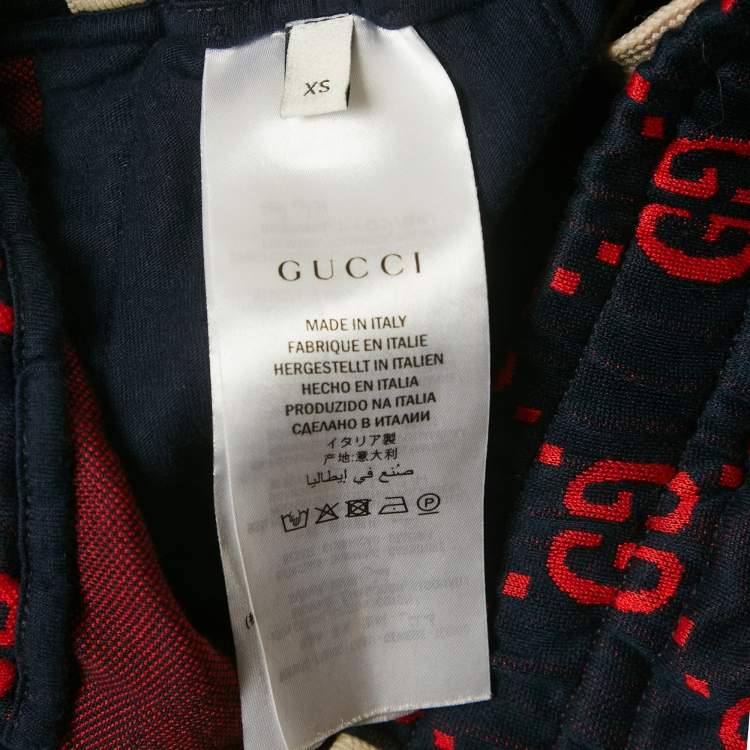 XS
GUCCI
MADE IN ITALY
FABRIQUE EN ITALIE
HERGESTELLT IN ITALIEN
HECHO EN ITALIA
PRODUZIDO NA ITALIA
СДЕЛАНО В ИТАЛИИ
イタリア製
产地:意大利
صُنع في إيطاليا
P